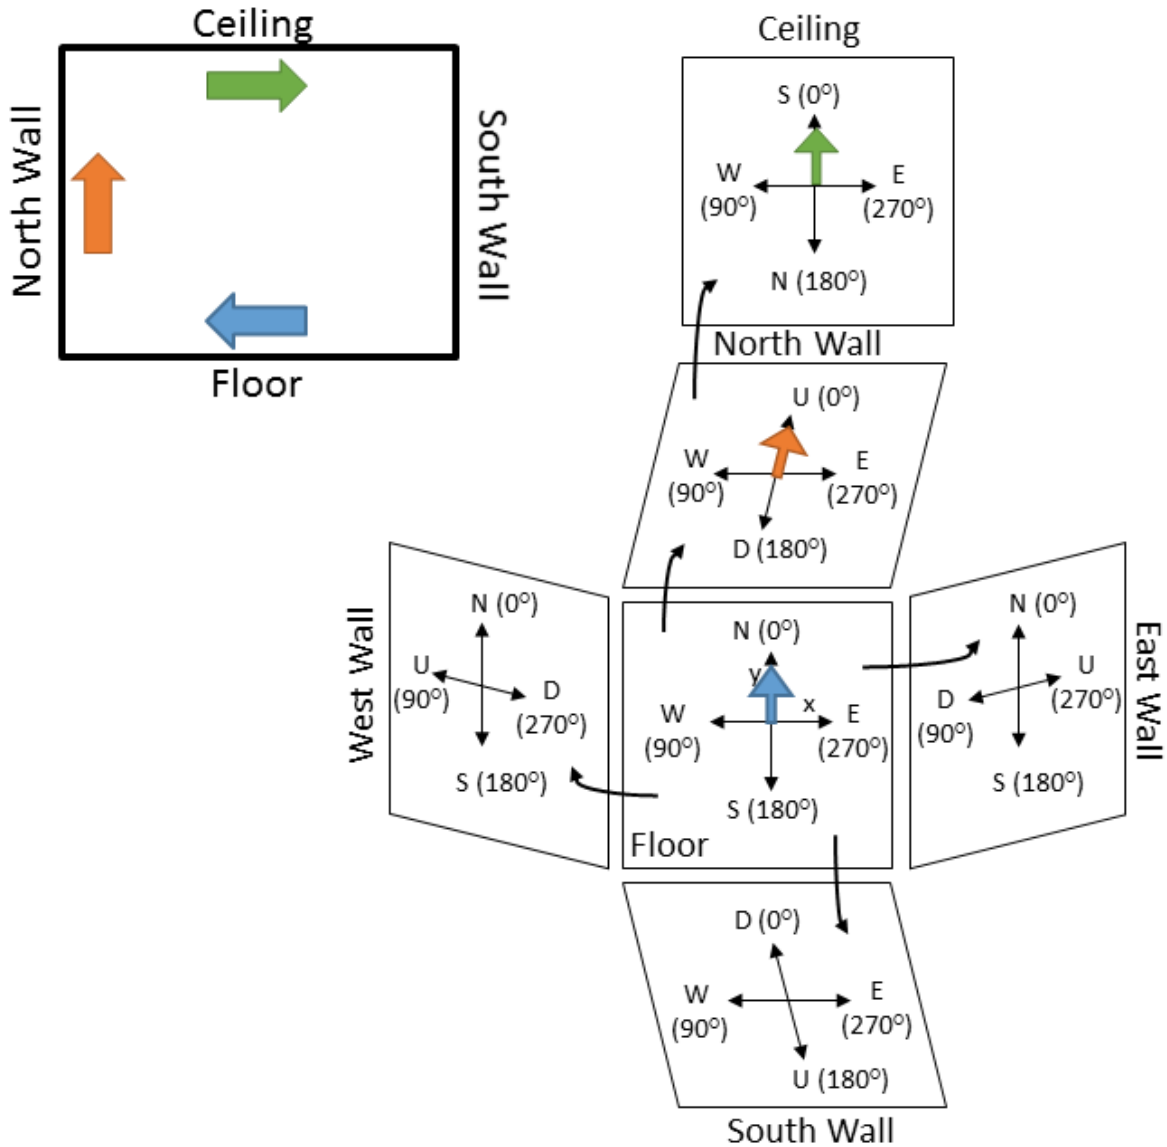 Ceiling
North Wall
South Wall
Floor
Ceiling
S (0°)
W
(90°)
E
(270°)
N (180°)
North Wall
U (0°)
W
(90°)
E
(270°)
D (180°)
West Wall
N (0°)
U
(90°)
D
(270°)
S (180°)
N (0°)
y
x
W
(90°)
E
(270°)
S (180°)
Floor
East Wall
N (0°)
U
(270°)
D
(90°)
S (180°)
D (0°)
W
(90°)
E
(270°)
U (180°)
South Wall